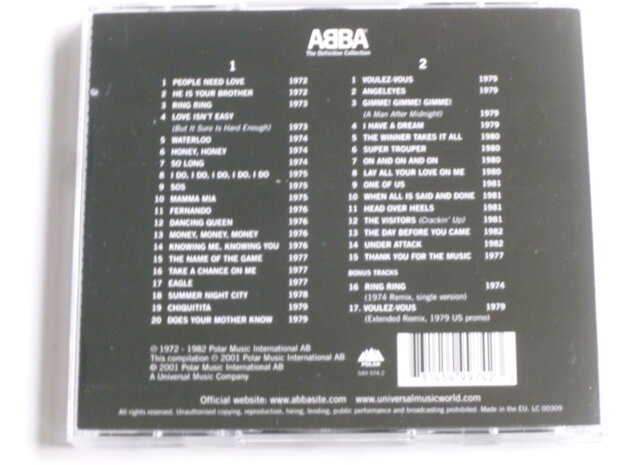 ABBA
The Definitive Collection
1
1 PEOPLE NEED LOVE 1972
2 HE IS YOUR BROTHER 1972
3 RING RING 1973
4 LOVE ISN'T EASY
(But It Sure Is Hard Enough) 1973
5 WATERLOO 1974
6 HONEY, HONEY 1974
7 SO LONG 1974
8 I DO, I DO, I DO, I DO, I DO 1975
9 SOS 1975
10 MAMMA MIA 1975
11 FERNANDO 1976
12 DANCING QUEEN 1976
13 MONEY, MONEY, MONEY 1976
14 KNOWING ME, KNOWING YOU 1976
15 THE NAME OF THE GAME 1977
16 TAKE A CHANCE ON ME 1977
17 EAGLE 1977
18 SUMMER NIGHT CITY 1978
19 CHIQUITITA 1979
20 DOES YOUR MOTHER KNOW 1979
2
1 VOULEZ-VOUS 1979
2 ANGELEYES 1979
3 GIMME! GIMME! GIMME!
(A Man After Midnight) 1979
4 I HAVE A DREAM 1979
5 THE WINNER TAKES IT ALL 1980
6 SUPER TROUPER 1980
7 ON AND ON AND ON 1980
8 LAY ALL YOUR LOVE ON ME 1980
9 ONE OF US 1981
10 WHEN ALL IS SAID AND DONE 1981
11 HEAD OVER HEELS 1981
12 THE VISITORS (Crackin' Up) 1981
13 THE DAY BEFORE YOU CAME 1982
14 UNDER ATTACK 1982
15 THANK YOU FOR THE MUSIC 1977
BONUS TRACKS
16 RING RING 1974
(1974 Remix, single version)
17. VOULEZ-VOUS 1979
(Extended Remix, 1979 US promo)
℗ 1972 - 1982 Polar Music International AB
This compilation ℗ 2001 Polar Music International AB
© 2001 Polar Music International AB
A Universal Music Company
POLAR
549 974-2
Official website: www.abbasite.com www.universalmusicworld.com
All rights reserved. Unauthorised copying, reproduction, hiring, lending, public performance and broadcasting prohibited. Made in the EU. LC 00309